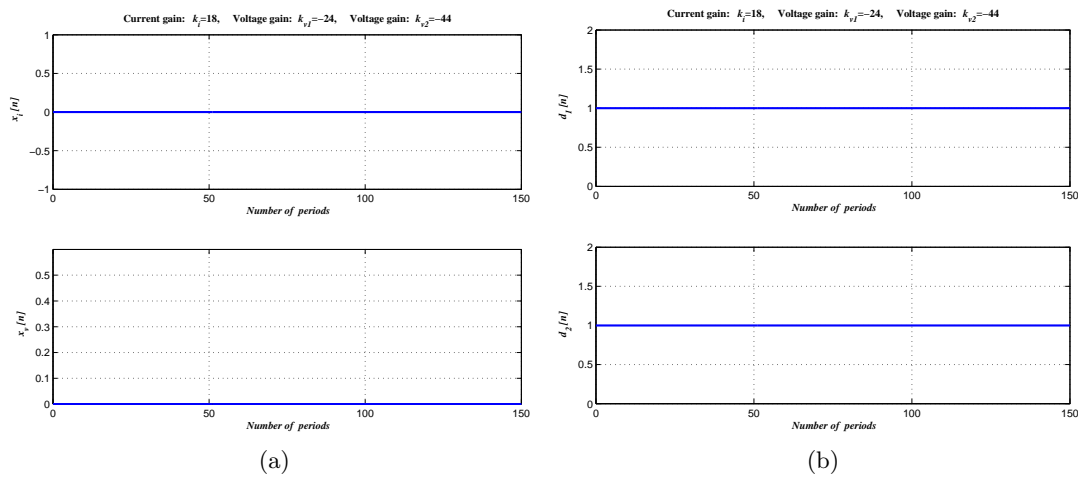 Current gain: k_i=18, Voltage gain: k_v1=−24, Voltage gain: k_v2=−44
1
0.5
0
−0.5
−1
x_i[n]
0 50 100 150
Number of periods
0.5
0.4
0.3
0.2
0.1
0
x_v[n]
0 50 100 150
Number of periods
(a)
Current gain: k_i=18, Voltage gain: k_v1=−24, Voltage gain: k_v2=−44
2
1.5
1
0.5
0
d_1[n]
0 50 100 150
Number of periods
2
1.5
1
0.5
0
d_2[n]
0 50 100 150
Number of periods
(b)